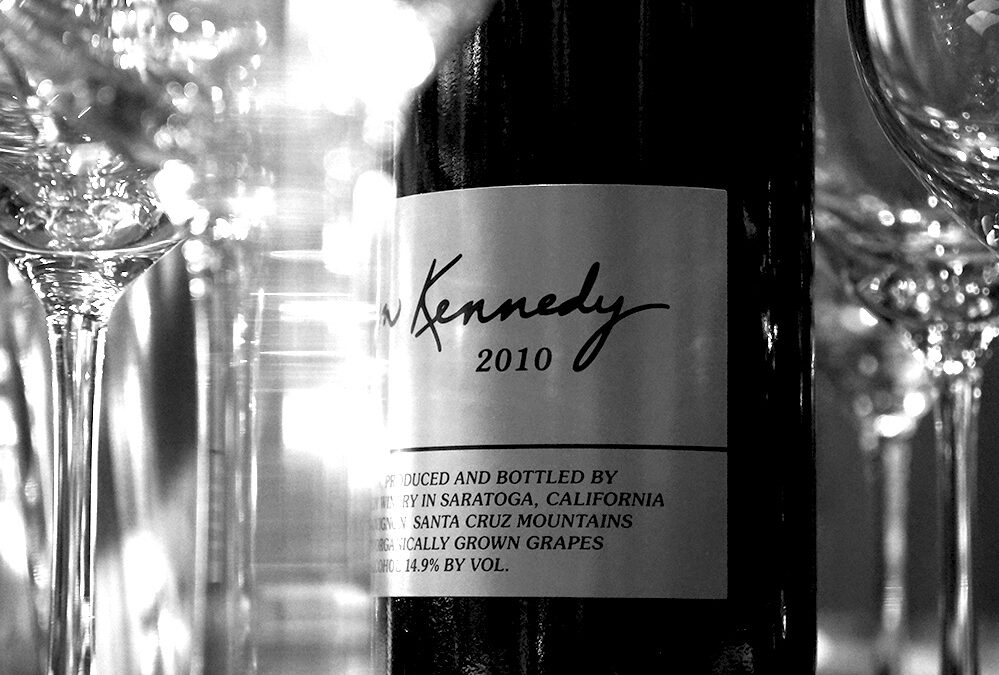 Kennedy
2010
PRODUCED AND BOTTLED BY
WINERY IN SARATOGA, CALIFORNIA
SANTA CRUZ MOUNTAINS
ORGANICALLY GROWN GRAPES
14.9% BY VOL.